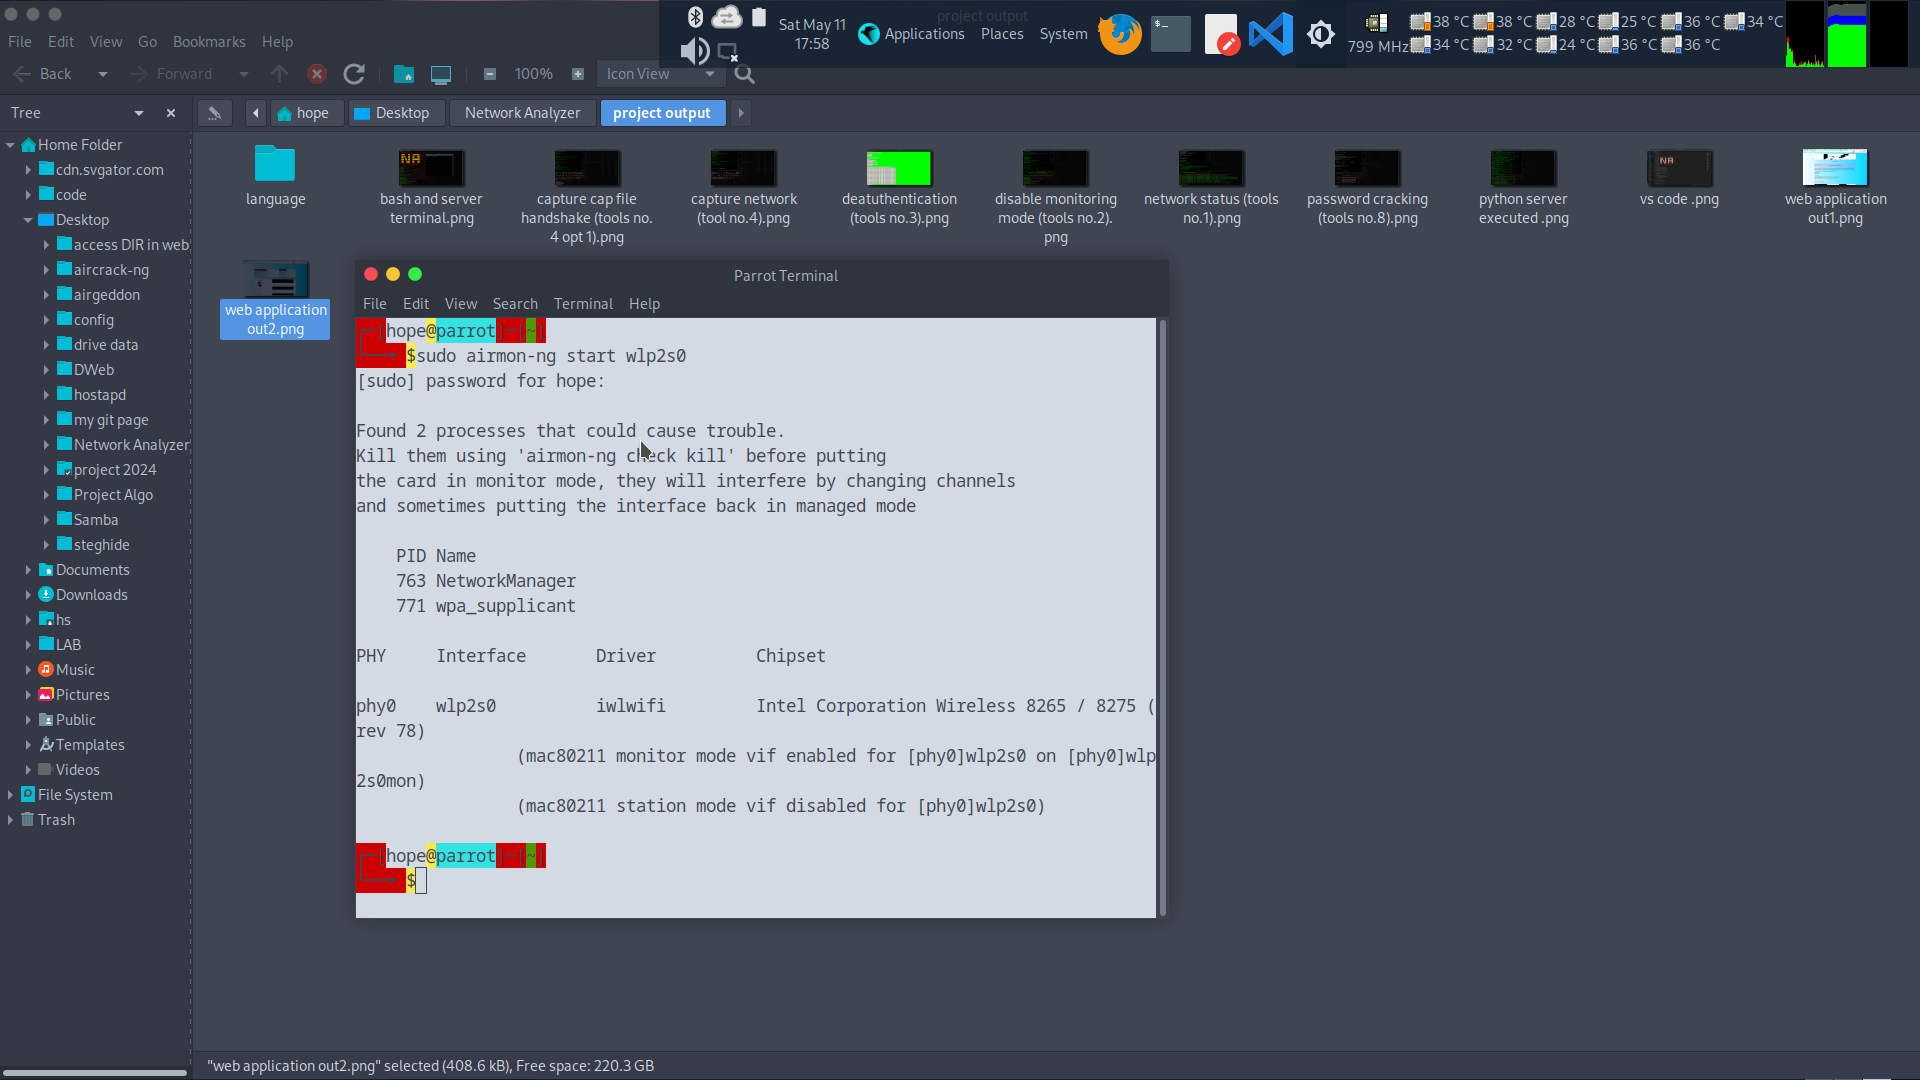 project output
Sat May 11
17:58
Applications Places System
799 MHz
38 °C 38 °C 28 °C 25 °C 36 °C 34 °C
34 °C 32 °C 24 °C 36 °C 36 °C
File Edit View Go Bookmarks Help
Back Forward 100% Icon View
Tree
hope Desktop Network Analyzer project output
Home Folder
cdn.svgator.com
code
Desktop
access DIR in web
aircrack-ng
airgeddon
config
drive data
DWeb
hostapd
my git page
Network Analyzer
project 2024
Project Algo
Samba
steghide
Documents
Downloads
hs
LAB
Music
Pictures
Public
Templates
Videos
File System
Trash
language
bash and server
terminal.png
capture cap file
handshake (tools no.
4 opt 1).png
capture network
(tool no.4).png
deatuthentication
(tools no.3).png
disable monitoring
mode (tools no.2).
png
network status (tools
no.1).png
password cracking
(tools no.8).png
python server
executed .png
NA
vs code .png
web application
out1.png
web application
out2.png
Parrot Terminal
File Edit View Search Terminal Help
┌─[hope@parrot]─[~]
└──╼ $sudo airmon-ng start wlp2s0
[sudo] password for hope:
Found 2 processes that could cause trouble.
Kill them using 'airmon-ng check kill' before putting
the card in monitor mode, they will interfere by changing channels
and sometimes putting the interface back in managed mode
PID Name
763 NetworkManager
771 wpa_supplicant
PHY Interface Driver Chipset
phy0 wlp2s0 iwlwifi Intel Corporation Wireless 8265 / 8275 (
rev 78)
(mac80211 monitor mode vif enabled for [phy0]wlp2s0 on [phy0]wlp
2s0mon)
(mac80211 station mode vif disabled for [phy0]wlp2s0)
┌─[hope@parrot]─[~]
└──╼ $
"web application out2.png" selected (408.6 kB), Free space: 220.3 GB